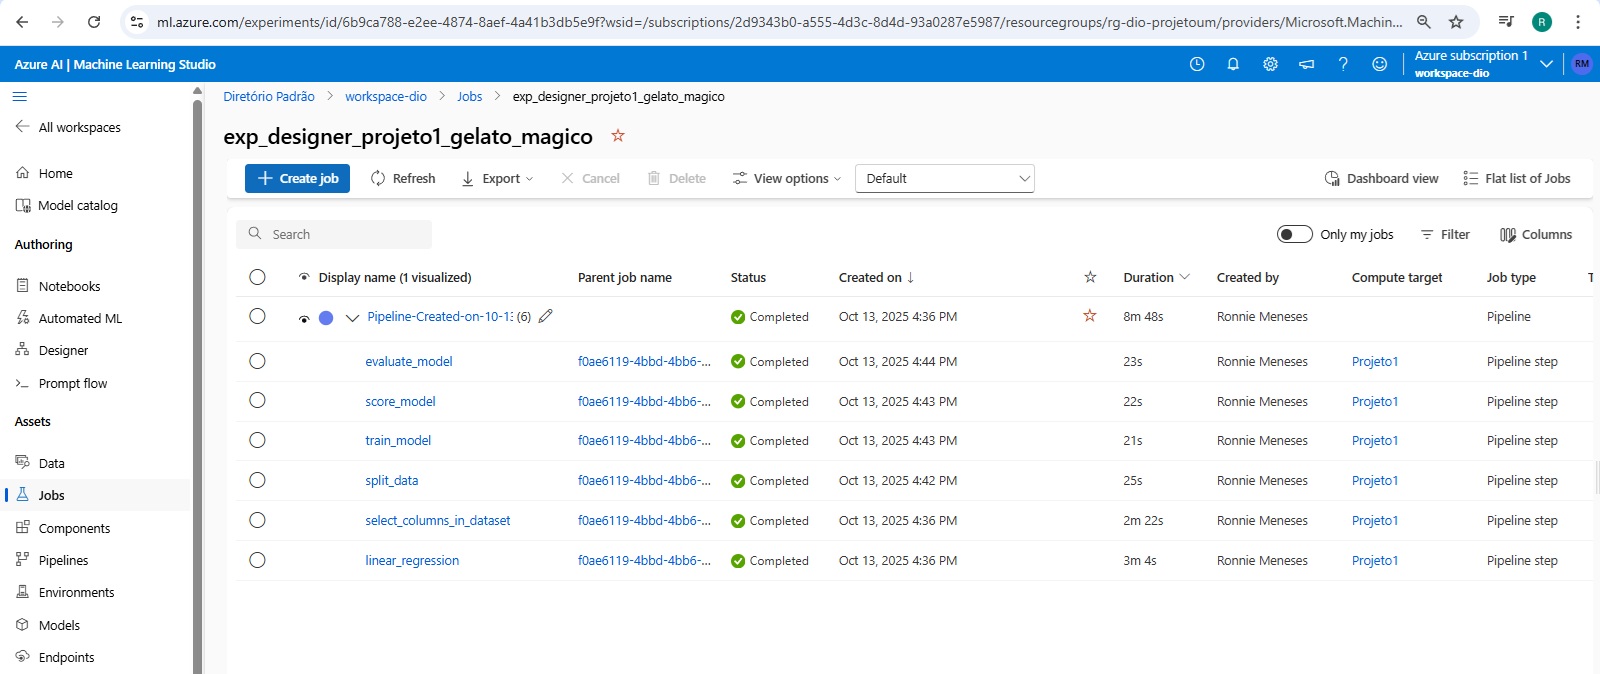 ml.azure.com/experiments/id/6b9ca788-e2ee-4874-8aef-4a41b3db5e9f?wsid=/subscriptions/2d9343b0-a555-4d3c-8d4d-93a0287e5987/resourcegroups/rg-dio-projetoum/providers/Microsoft.Machin... R
Azure AI | Machine Learning Studio
Azure subscription 1
workspace-dio
RM
All workspaces
Home
Model catalog
Authoring
Notebooks
Automated ML
Designer
Prompt flow
Assets
Data
Jobs
Components
Pipelines
Environments
Models
Endpoints
Diretório Padrão > workspace-dio > Jobs > exp_designer_projeto1_gelato_magico
exp_designer_projeto1_gelato_magico
Create job Refresh Export Cancel Delete View options Default Dashboard view Flat list of Jobs
Search Only my jobs Filter Columns
Display name (1 visualized) Parent job name Status Created on ↓ Duration Created by Compute target Job type T
Pipeline-Created-on-10-13 (6) Completed Oct 13, 2025 4:36 PM 8m 48s Ronnie Meneses Pipeline
evaluate_model f0ae6119-4bbd-4bb6-... Completed Oct 13, 2025 4:44 PM 23s Ronnie Meneses Projeto1 Pipeline step
score_model f0ae6119-4bbd-4bb6-... Completed Oct 13, 2025 4:43 PM 22s Ronnie Meneses Projeto1 Pipeline step
train_model f0ae6119-4bbd-4bb6-... Completed Oct 13, 2025 4:43 PM 21s Ronnie Meneses Projeto1 Pipeline step
split_data f0ae6119-4bbd-4bb6-... Completed Oct 13, 2025 4:42 PM 25s Ronnie Meneses Projeto1 Pipeline step
select_columns_in_dataset f0ae6119-4bbd-4bb6-... Completed Oct 13, 2025 4:36 PM 2m 22s Ronnie Meneses Projeto1 Pipeline step
linear_regression f0ae6119-4bbd-4bb6-... Completed Oct 13, 2025 4:36 PM 3m 4s Ronnie Meneses Projeto1 Pipeline step